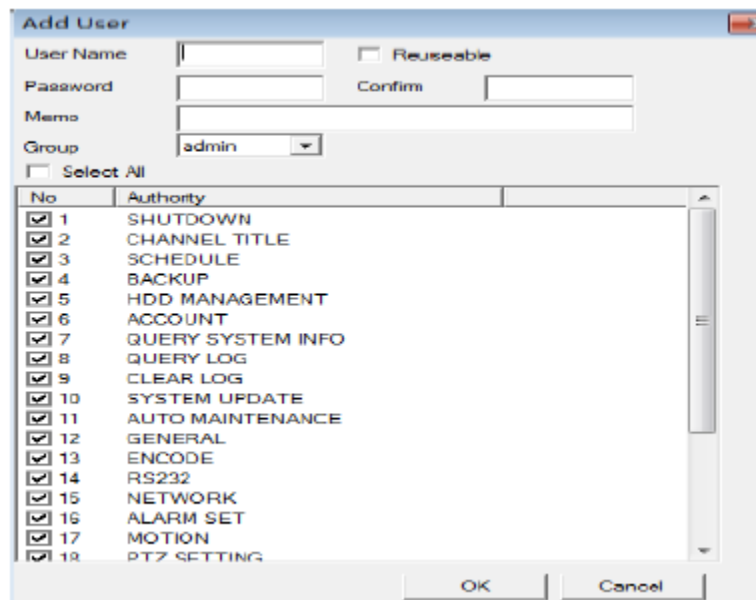 Add User
User Name Reuseable
Password Confirm
Memo
Group admin
Select All
No Authority
1 SHUTDOWN
2 CHANNEL TITLE
3 SCHEDULE
4 BACKUP
5 HDD MANAGEMENT
6 ACCOUNT
7 QUERY SYSTEM INFO
8 QUERY LOG
9 CLEAR LOG
10 SYSTEM UPDATE
11 AUTO MAINTENANCE
12 GENERAL
13 ENCODE
14 RS232
15 NETWORK
16 ALARM SET
17 MOTION
18 PTZ SETTING
OK Cancel